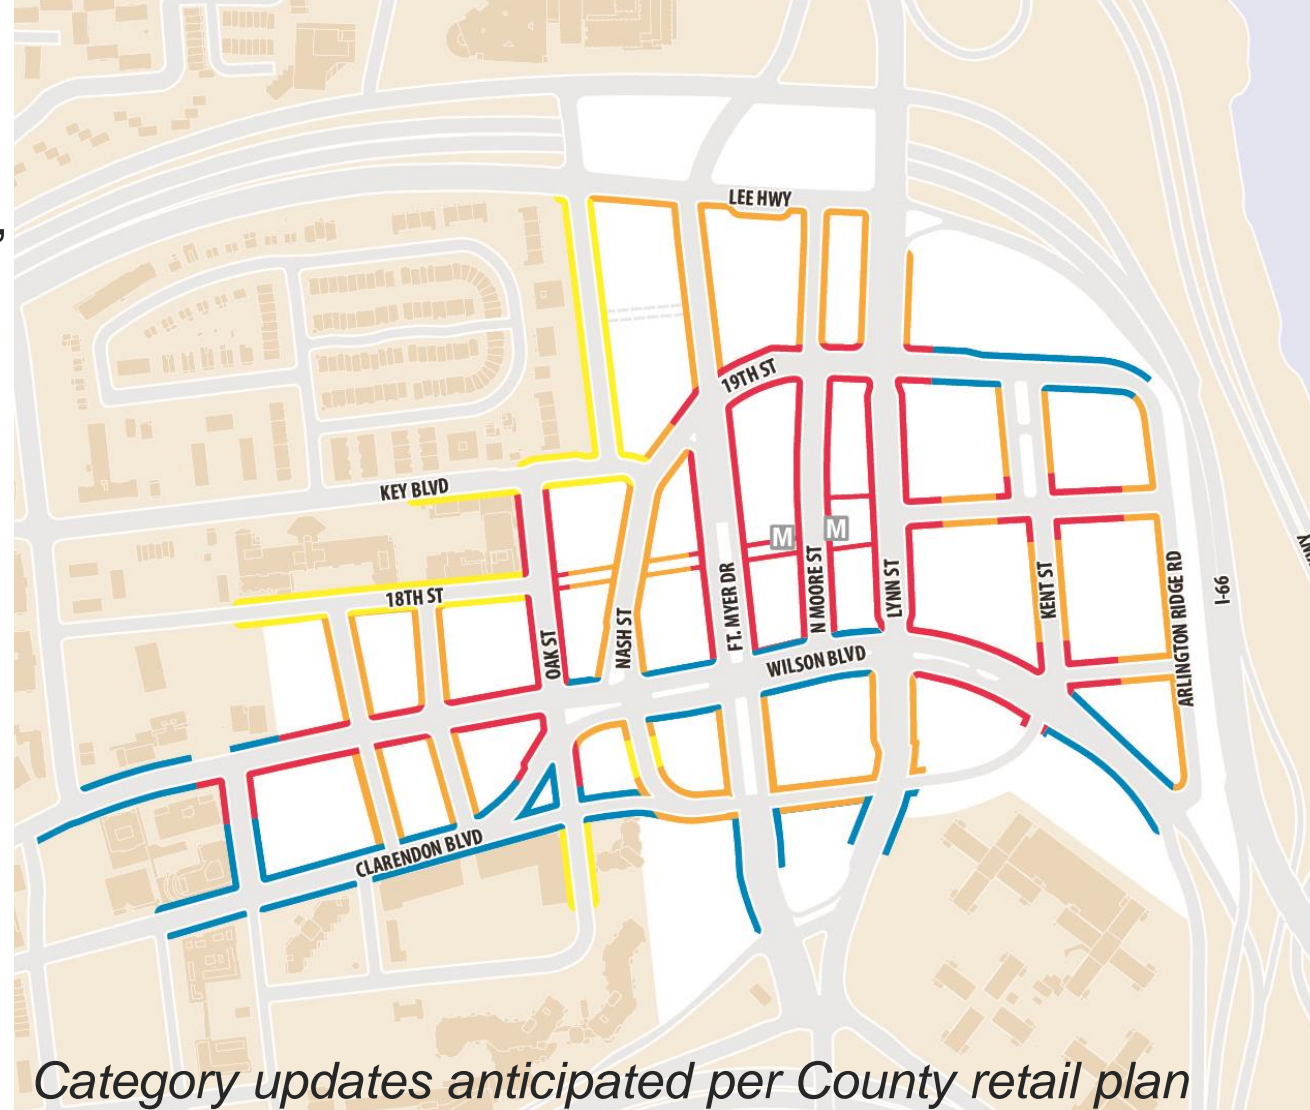 LEE HWY
19TH ST
KEY BLVD
M
M
18TH ST
FT. MYER DR
N MOORE ST
LYNN ST
KENT ST
ARLINGTON RIDGE RD
I-66
OAK ST
NASH ST
WILSON BLVD
CLARENDON BLVD
Category updates anticipated per County retail plan